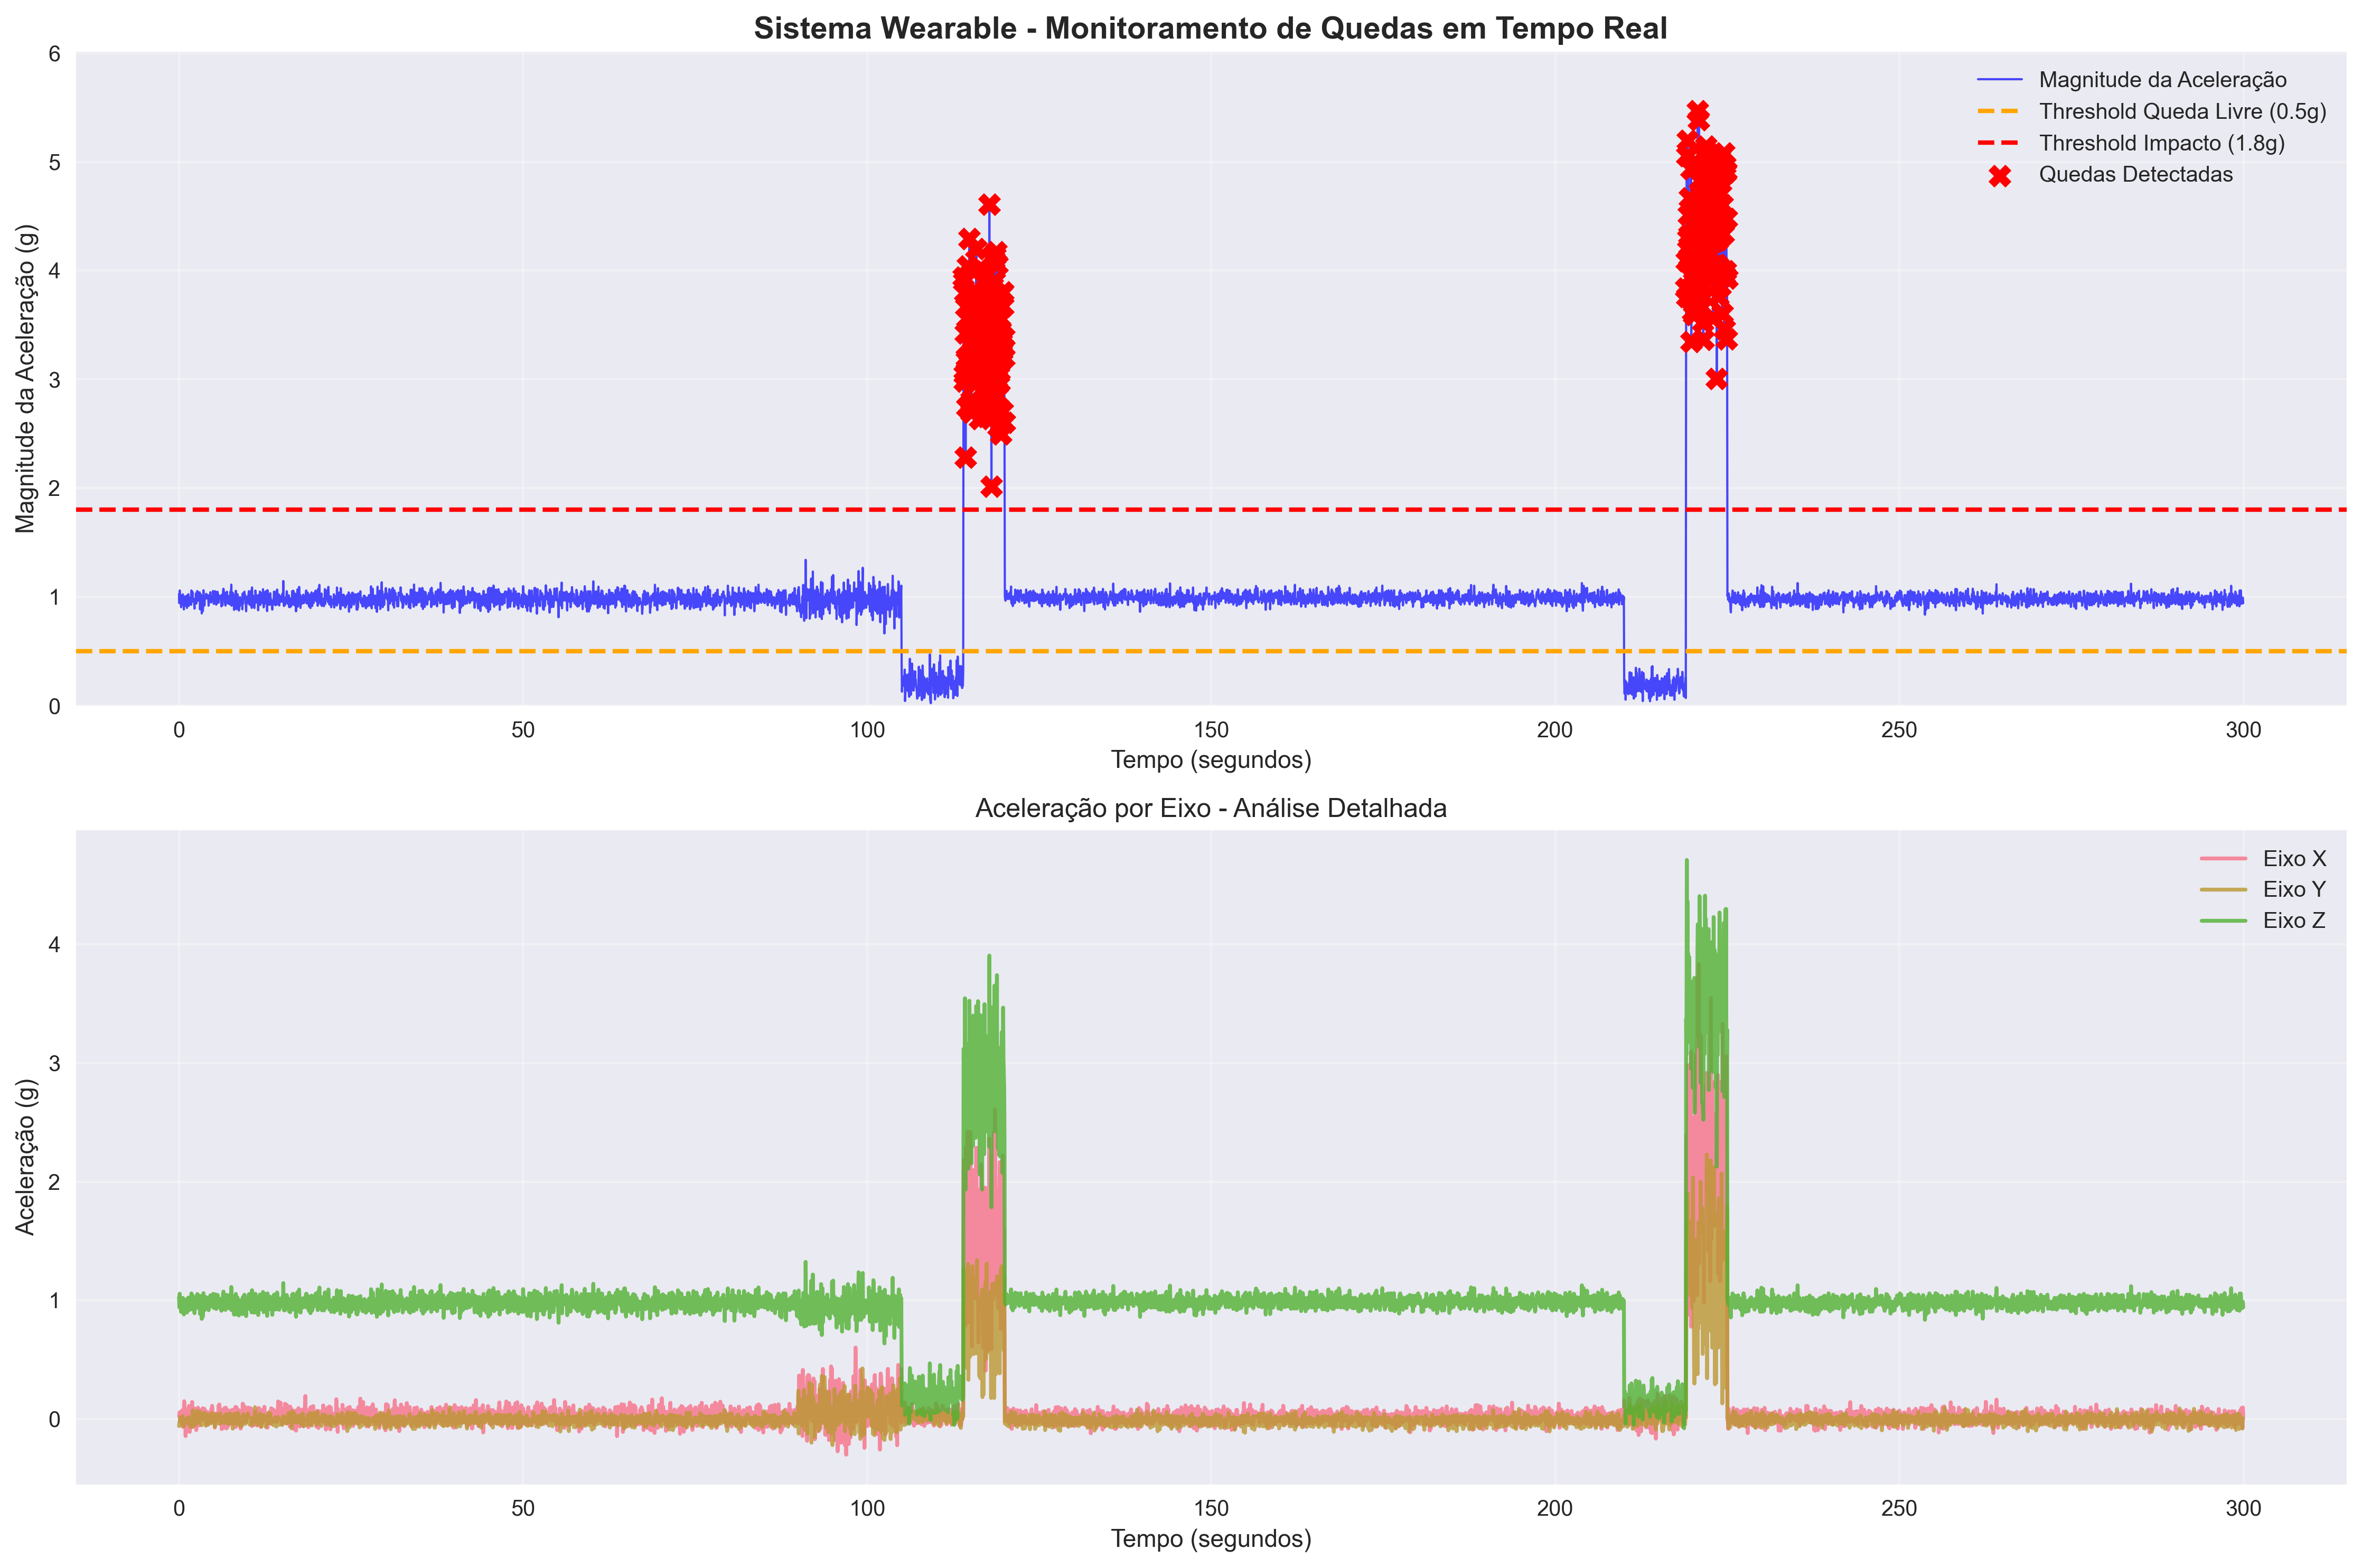 Sistema Wearable - Monitoramento de Quedas em Tempo Real
Magnitude da Aceleração (g)
6
5
4
3
2
1
0
Magnitude da Aceleração
Threshold Queda Livre (0.5g)
Threshold Impacto (1.8g)
Quedas Detectadas
0 50 100 150 200 250 300
Tempo (segundos)
Aceleração por Eixo - Análise Detalhada
Aceleração (g)
4
3
2
1
0
Eixo X
Eixo Y
Eixo Z
0 50 100 150 200 250 300
Tempo (segundos)